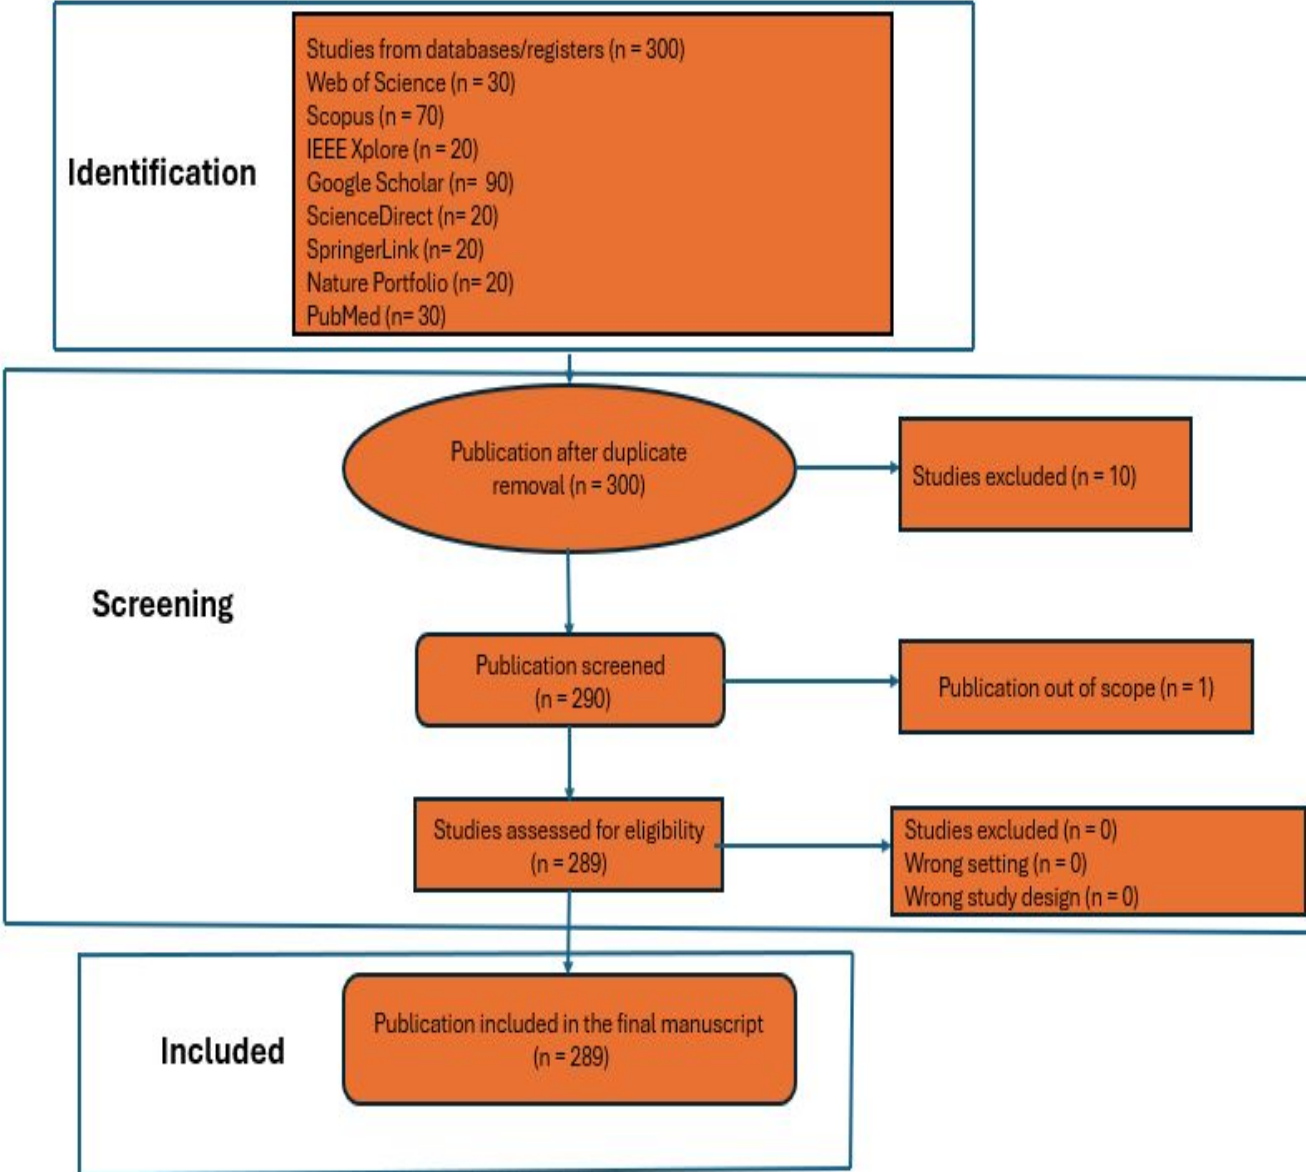 Identification
Studies from databases/registers (n = 300)
Web of Science (n = 30)
Scopus (n = 70)
IEEE Xplore (n = 20)
Google Scholar (n=  90)
ScienceDirect (n= 20)
SpringerLink (n= 20)
Nature Portfolio (n= 20)
PubMed (n= 30)
Screening
Publication after duplicate
removal (n = 300)
Studies excluded (n = 10)
Publication screened
(n = 290)
Publication out of scope (n = 1)
Studies assessed for eligibility
(n = 289)
Studies excluded (n = 0)
Wrong setting (n = 0)
Wrong study design (n = 0)
Included
Publication included in the final manuscript
(n = 289)